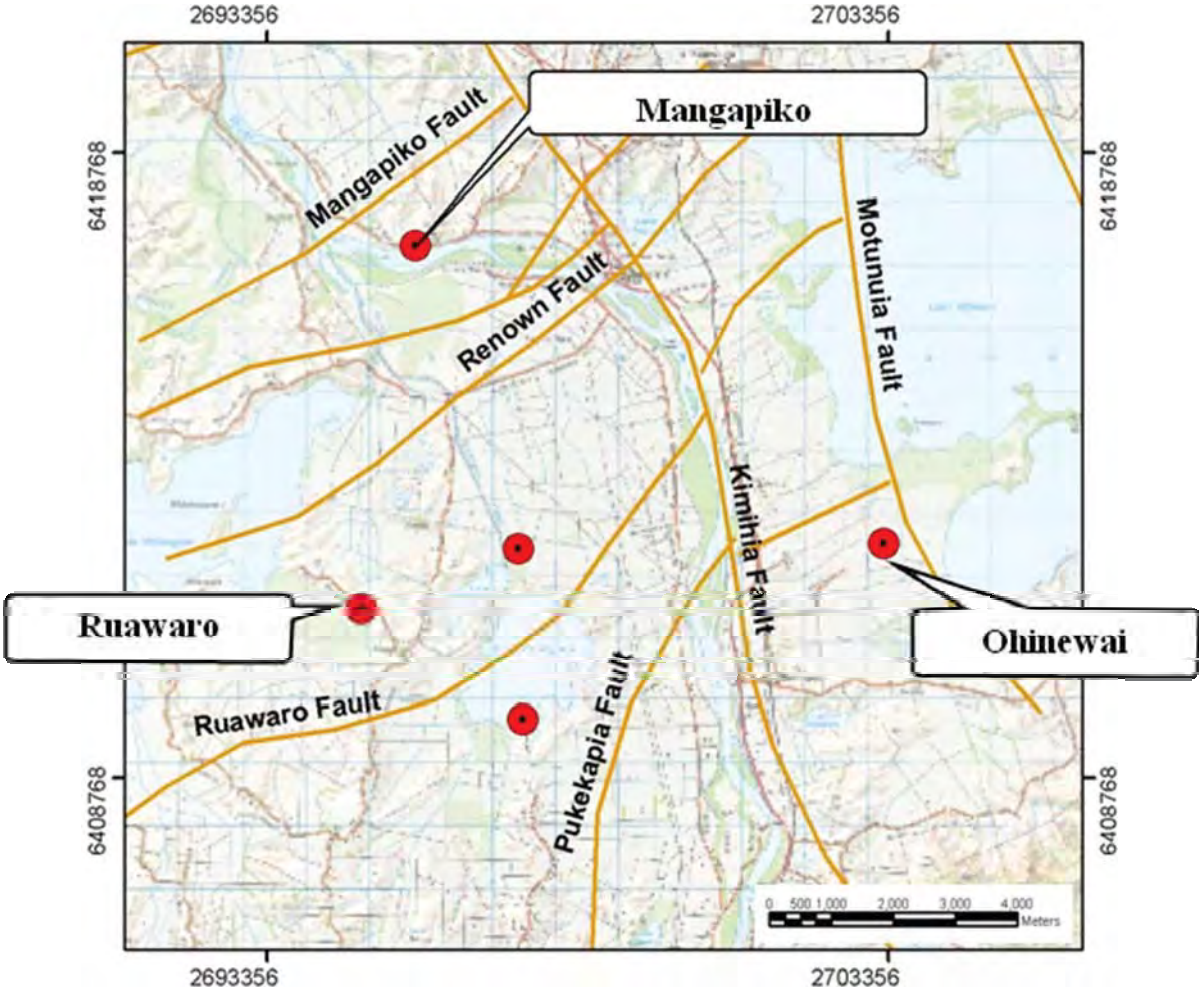 2693356
2703356
Mangapiko
Mangapiko Fault
6418768
6418768
Motunuia Fault
Renown Fault
Kimihia Fault
Ruawaro
Ohinewai
Ruawaro Fault
Pukekapia Fault
6408768
6408768
0 500 1,000 2,000 3,000 4,000
Meters
2693356
2703356